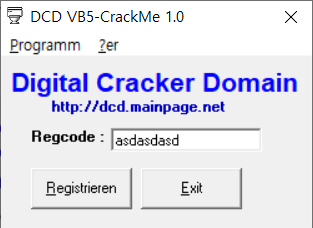 DCD VB5-CrackMe 1.0
Programm ?er
Digital Cracker Domain
http://dcd.mainpage.net
Regcode : asdasdasd
Registrieren Exit